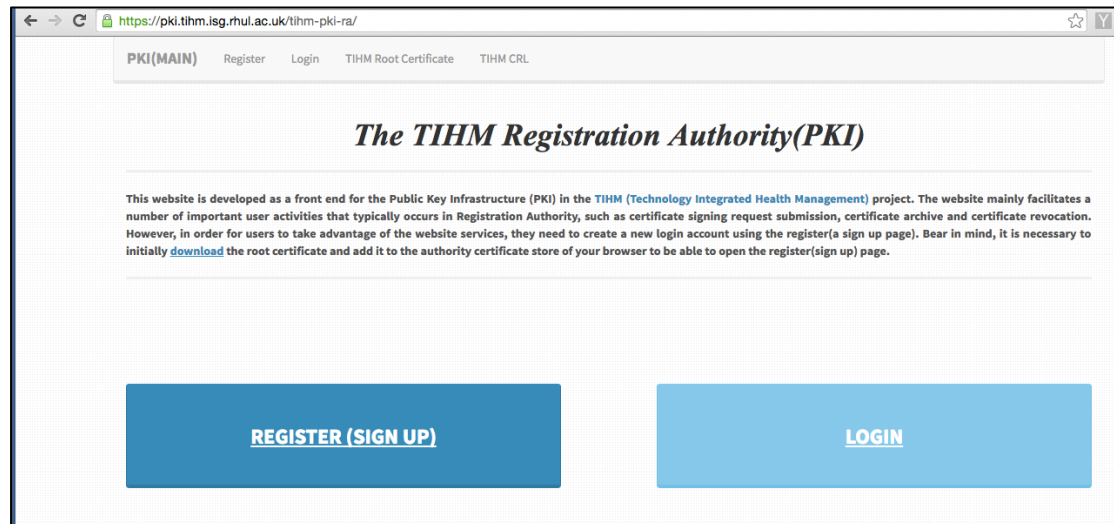 https://pki.tihm.isg.rhul.ac.uk/tihm-pki-ra/
PKI(MAIN) Register Login TIHM Root Certificate TIHM CRL
The TIHM Registration Authority(PKI)
This website is developed as a front end for the Public Key Infrastructure (PKI) in the TIHM (Technology Integrated Health Management) project. The website mainly facilitates a
number of important user activities that typically occurs in Registration Authority, such as certificate signing request submission, certificate archive and certificate revocation.
However, in order for users to take advantage of the website services, they need to create a new login account using the register(a sign up page). Bear in mind, it is necessary to
initially download the root certificate and add it to the authority certificate store of your browser to be able to open the register(sign up) page.
REGISTER (SIGN UP) LOGIN